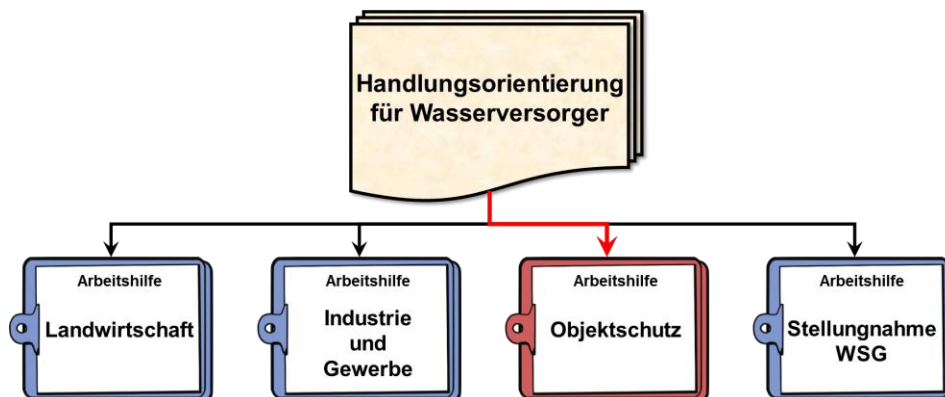 Handlungsorientierung
für Wasserversorger
Arbeitshilfe
Landwirtschaft
Arbeitshilfe
Industrie
und
Gewerbe
Arbeitshilfe
Objektschutz
Arbeitshilfe
Stellungnahme
WSG